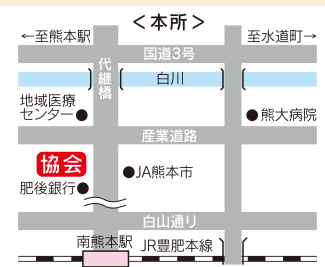 ＜本所＞
←至熊本駅
至水道町→
国道3号
代継橋
白川
地域医療
センター●
●熊大病院
産業道路
協会
●JA熊本市
肥後銀行●
白山通り
南熊本駅
JR豊肥本線